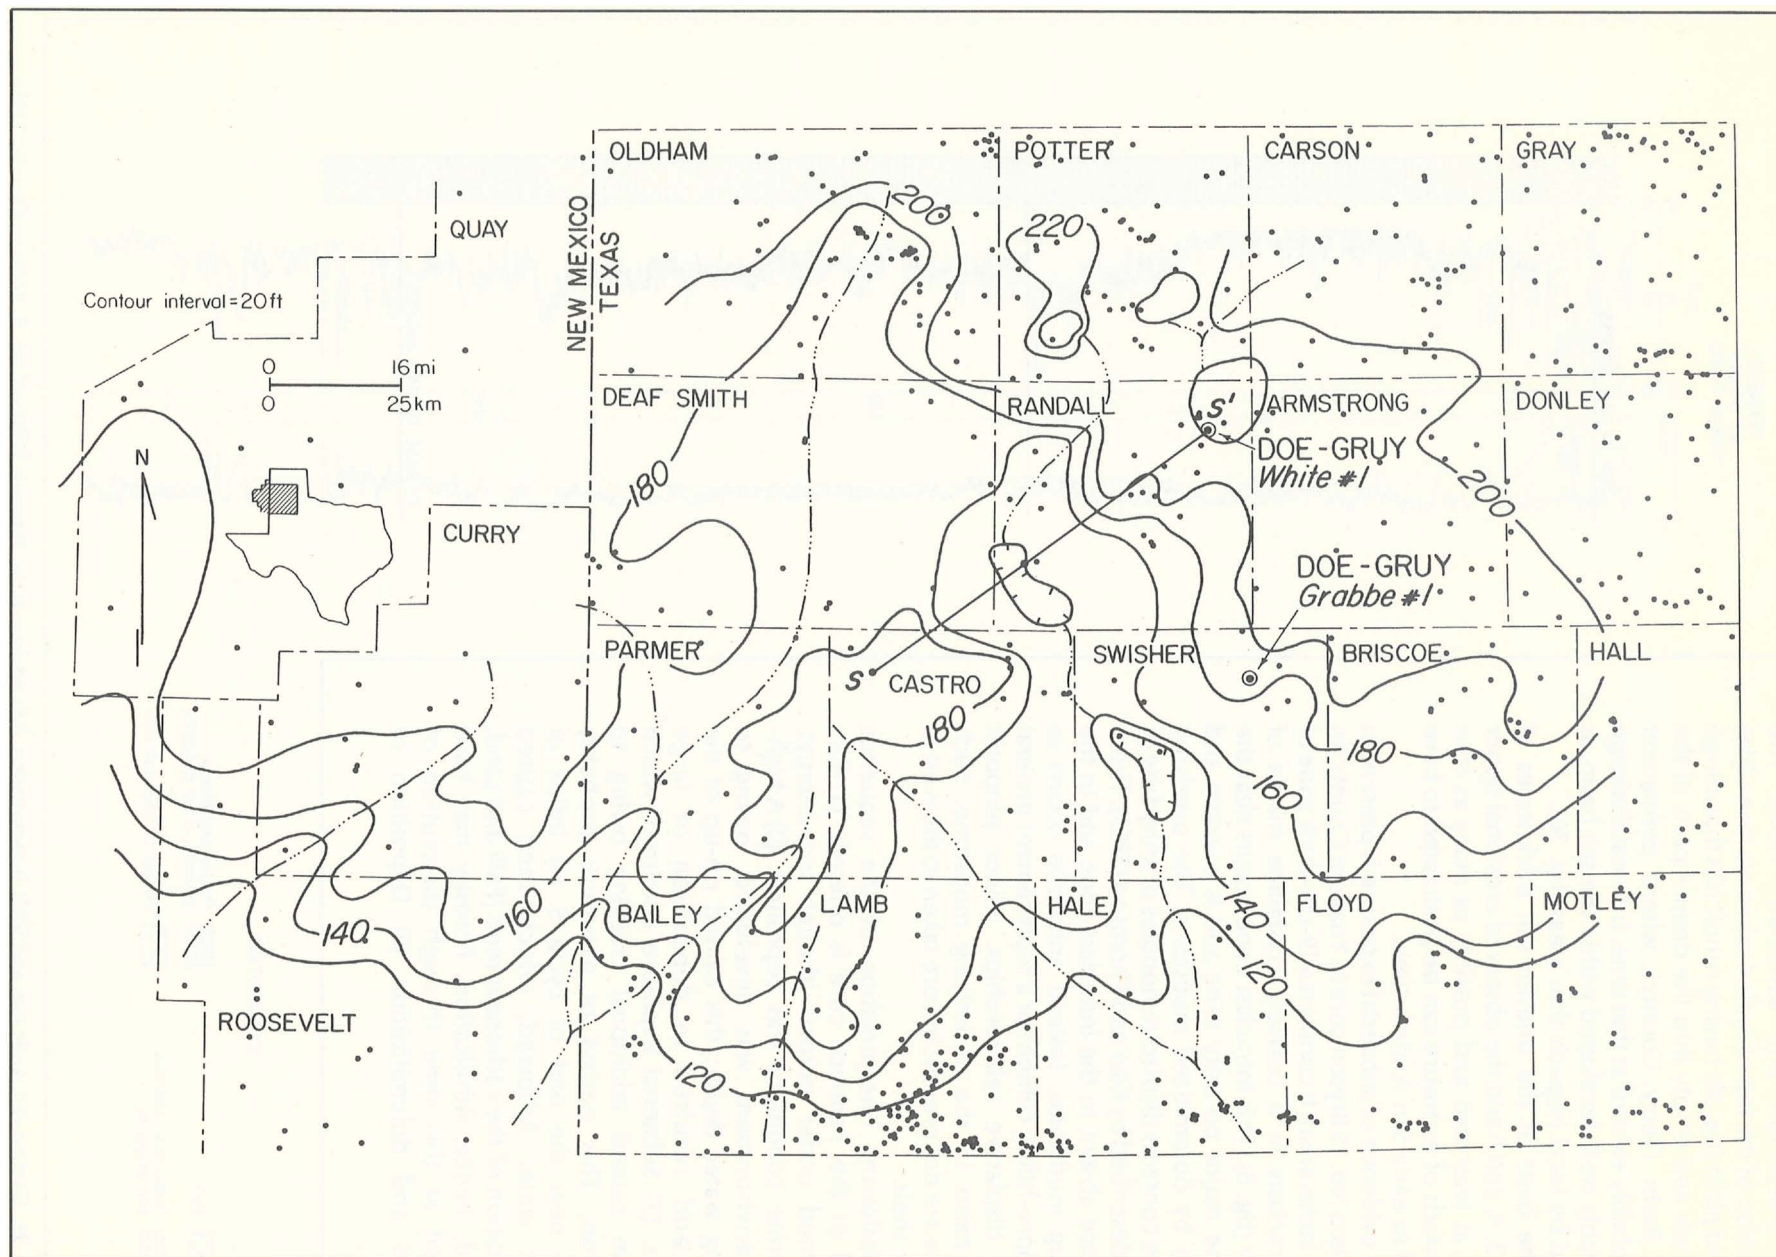 OLDHAM
POTTER
CARSON
GRAY
QUAY
NEW MEXICO
TEXAS
200
220
Contour interval=20ft
0 16 mi
0 25 km
DEAF SMITH
RANDALL
S'
ARMSTRONG
DONLEY
DOE-GRUY
White #1
N
180
200
CURRY
DOE-GRUY
Grabbe #1
PARMER
S
CASTRO
SWISHER
BRISCOE
HALL
180
180
160
160
140
BAILEY
LAMB
HALE
140
FLOYD
MOTLEY
120
ROOSEVELT
120